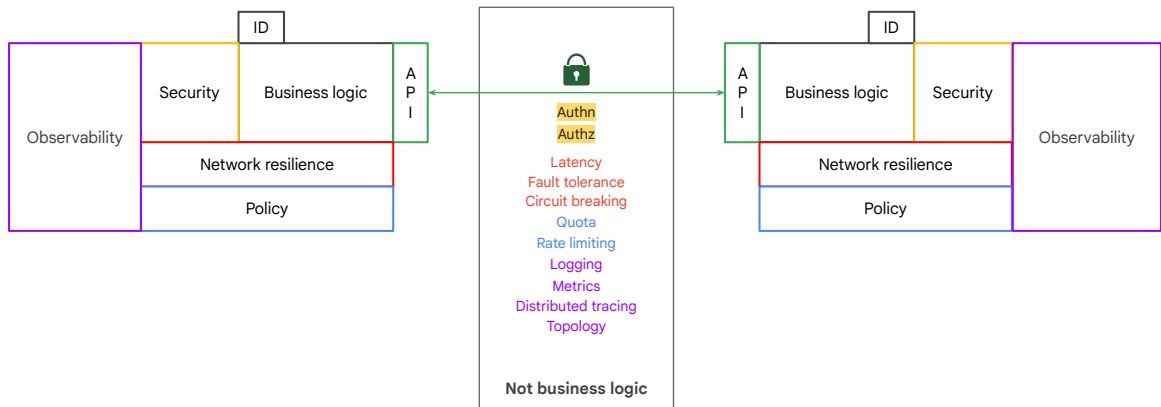 ID
Observability
Security
Business logic
A
P
I
Network resilience
Policy
Authn
Authz
Latency
Fault tolerance
Circuit breaking
Quota
Rate limiting
Logging
Metrics
Distributed tracing
Topology
Not business logic
ID
A
P
I
Business logic
Security
Observability
Network resilience
Policy